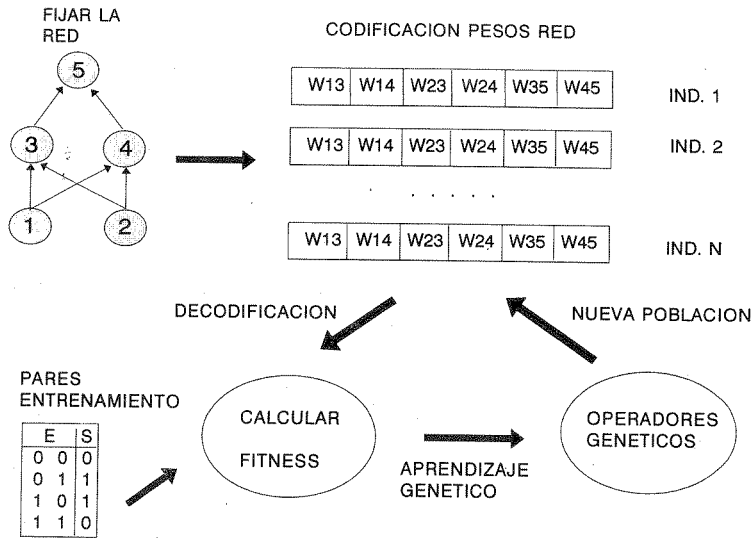 FIJAR LA
RED
CODIFICACION PESOS RED
5
3
4
1
2
W13 W14 W23 W24 W35 W45
IND. 1
W13 W14 W23 W24 W35 W45
IND. 2
. . . . .
W13 W14 W23 W24 W35 W45
IND. N
DECODIFICACION
NUEVA POBLACION
PARES
ENTRENAMIENTO
E S
0 0 0
0 1 1
1 0 1
1 1 0
CALCULAR
FITNESS
APRENDIZAJE
GENETICO
OPERADORES
GENETICOS